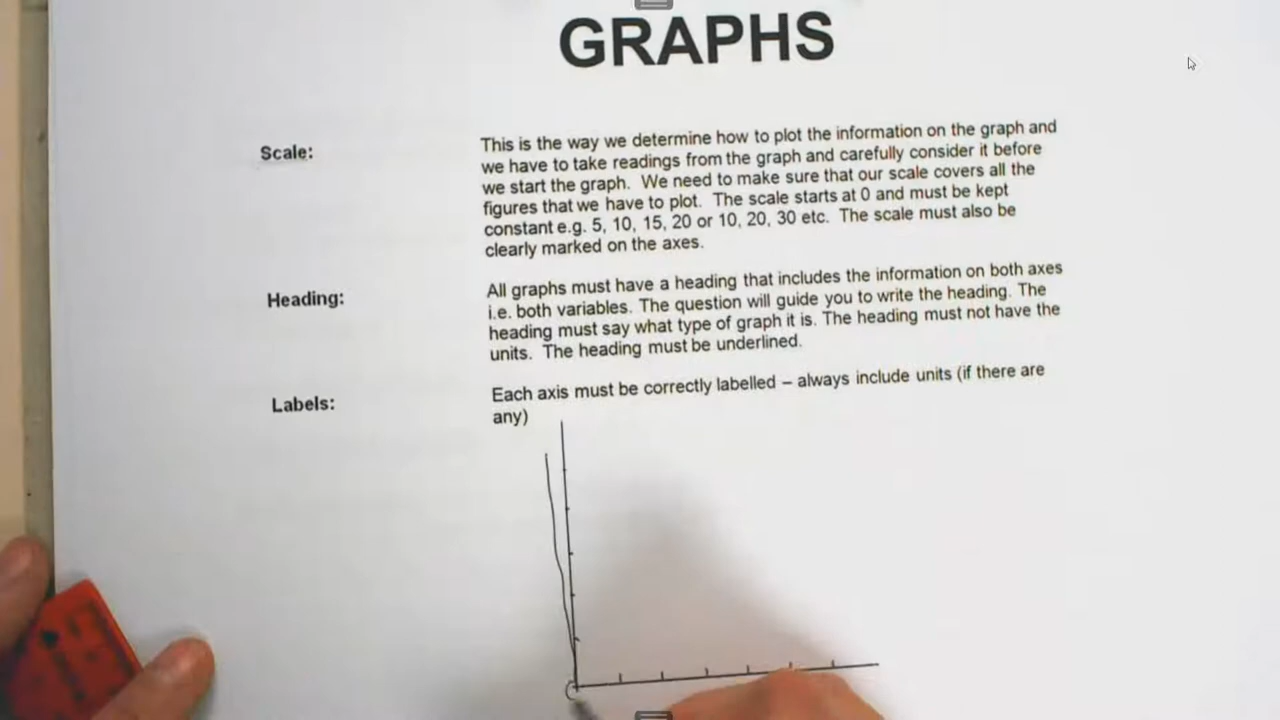 GRAPHS
Scale:
This is the way we determine how to plot the information on the graph and
we have to take readings from the graph and carefully consider it before
we start the graph. We need to make sure that our scale covers all the
figures that we have to plot. The scale starts at 0 and must be kept
constant e.g. 5, 10, 15, 20 or 10, 20, 30 etc. The scale must also be
clearly marked on the axes.
Heading:
All graphs must have a heading that includes the information on both axes
i.e. both variables. The question will guide you to write the heading. The
heading must say what type of graph it is. The heading must not have the
units. The heading must be underlined.
Labels:
Each axis must be correctly labelled – always include units (if there are
any)